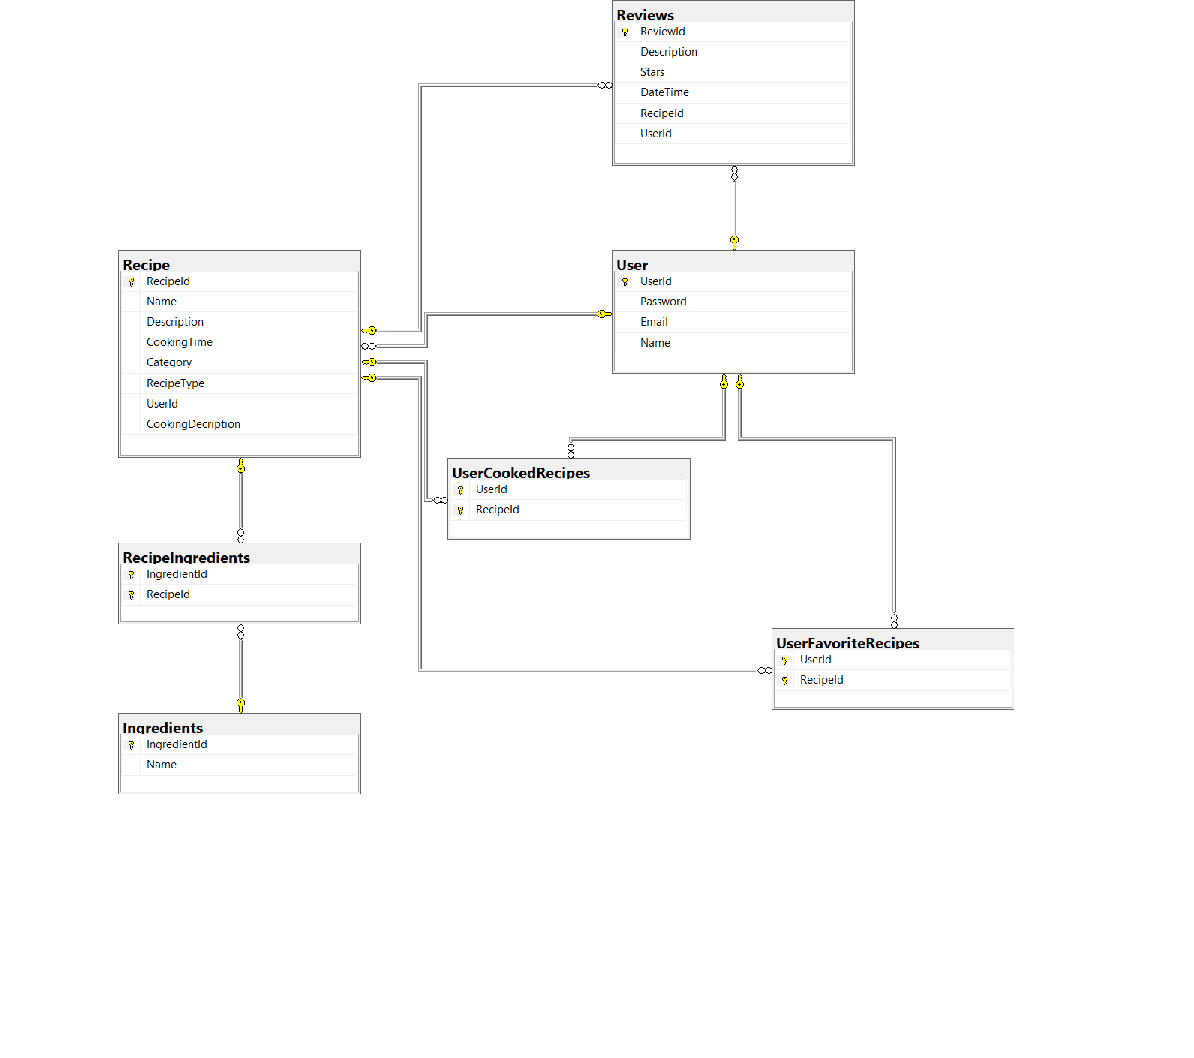 Reviews
ReviewId
Description
Stars
DateTime
RecipeId
UserId
Recipe
RecipeId
Name
Description
CookingTime
Category
RecipeType
UserId
CookingDecription
User
UserId
Password
Email
Name
UserCookedRecipes
UserId
RecipeId
RecipeIngredients
IngredientId
RecipeId
UserFavoriteRecipes
UserId
RecipeId
Ingredients
IngredientId
Name